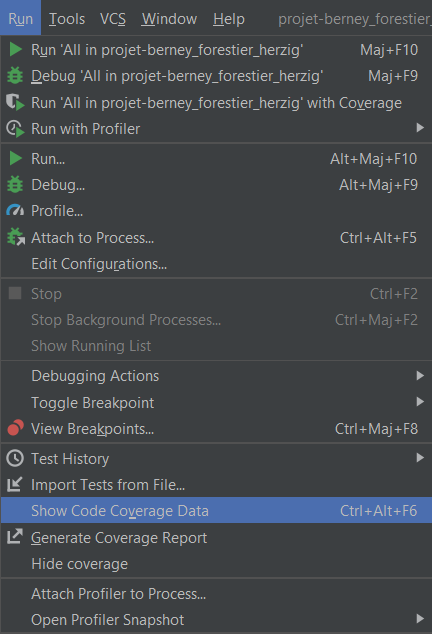 Run Tools VCS Window Help projet-berney_forestier_
Run 'All in projet-berney_forestier_herzig' Maj+F10
Debug 'All in projet-berney_forestier_herzig' Maj+F9
Run 'All in projet-berney_forestier_herzig' with Coverage
Run with Profiler
Run... Alt+Maj+F10
Debug... Alt+Maj+F9
Profile...
Attach to Process... Ctrl+Alt+F5
Edit Configurations...
Stop Ctrl+F2
Stop Background Processes... Ctrl+Maj+F2
Show Running List
Debugging Actions
Toggle Breakpoint
View Breakpoints... Ctrl+Maj+F8
Test History
Import Tests from File...
Show Code Coverage Data Ctrl+Alt+F6
Generate Coverage Report
Hide coverage
Attach Profiler to Process...
Open Profiler Snapshot